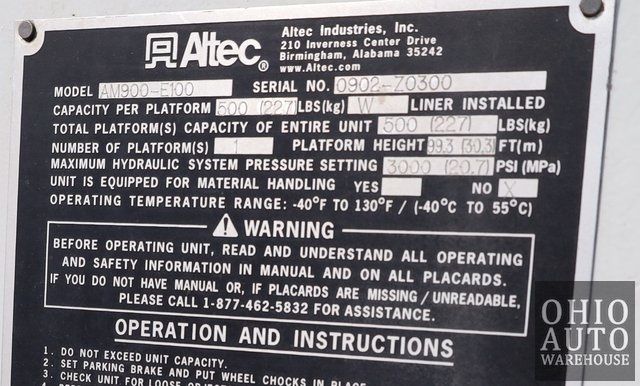 Altec®
Altec Industries, Inc.
210 Inverness Center Drive
Birmingham, Alabama 35242
www.Altec.com
MODEL AM900-E100 SERIAL NO. 0902-Z0300
CAPACITY PER PLATFORM 500 (227) LBS(kg) W LINER INSTALLED
TOTAL PLATFORM(S) CAPACITY OF ENTIRE UNIT 500 (227) LBS(kg)
NUMBER OF PLATFORM(S) 1 PLATFORM HEIGHT 99.3 (30.3) FT(m)
MAXIMUM HYDRAULIC SYSTEM PRESSURE SETTING 3000 (20.7) PSI (MPa)
UNIT IS EQUIPPED FOR MATERIAL HANDLING YES NO X
OPERATING TEMPERATURE RANGE: -40°F TO 130°F / (-40°C TO 55°C)
WARNING
BEFORE OPERATING UNIT, READ AND UNDERSTAND ALL OPERATING
AND SAFETY INFORMATION IN MANUAL AND ON ALL PLACARDS.
IF YOU DO NOT HAVE MANUAL OR, IF PLACARDS ARE MISSING / UNREADABLE,
PLEASE CALL 1-877-462-5832 FOR ASSISTANCE.
OPERATION AND INSTRUCTIONS
1. DO NOT EXCEED UNIT CAPACITY.
2. SET PARKING BRAKE AND PUT WHEEL CHOCKS IN PLACE
3. CHECK UNIT FOR LOOSE
OHIO
AUTO
WAREHOUSE